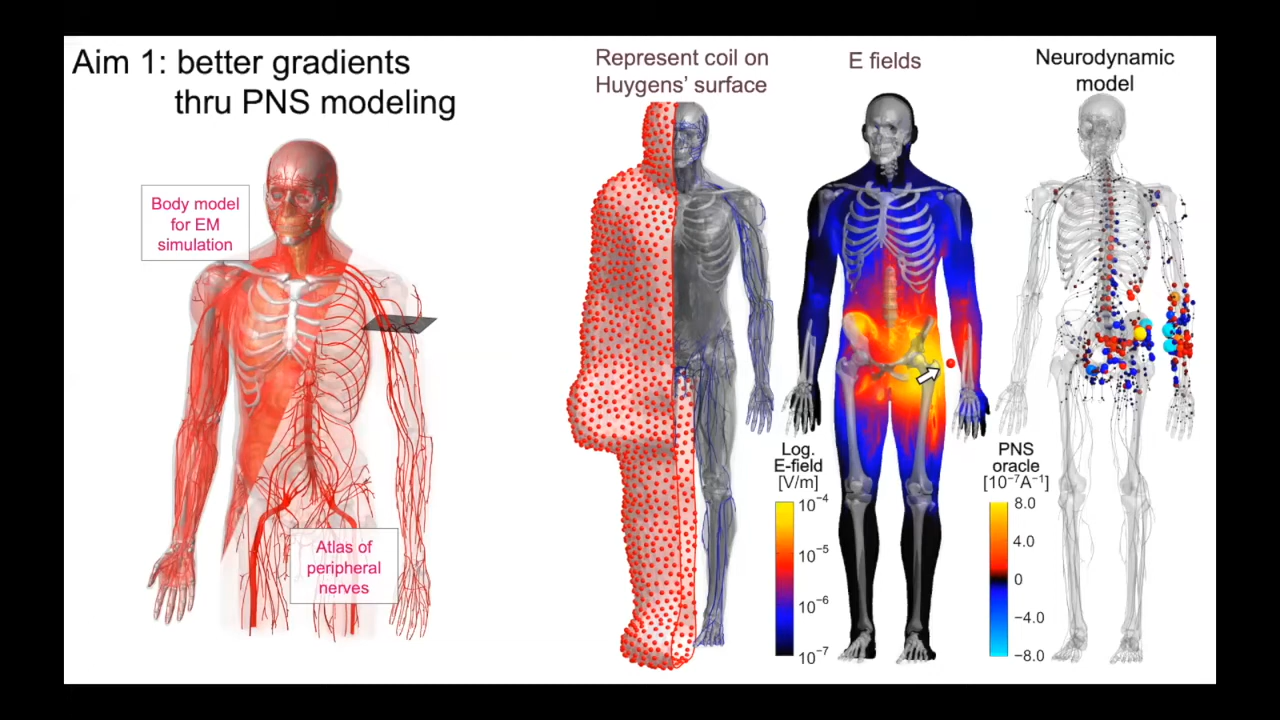 Aim 1: better gradients
thru PNS modeling
Body model
for EM
simulation
Atlas of
peripheral
nerves
Represent coil on
Huygens’ surface
E fields
Neurodynamic
model
Log.
E-field
[V/m]
10⁻⁴
10⁻⁵
10⁻⁶
10⁻⁷
PNS
oracle
[10⁻⁷A⁻¹]
8.0
4.0
0
−4.0
−8.0